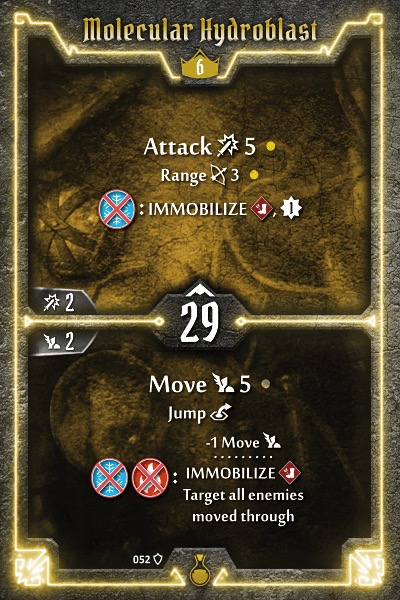 Molecular Hydroblast
6
Attack 5
Range 3
: IMMOBILIZE ,
2
29
2
Move 5
Jump
-1 Move
: IMMOBILIZE
Target all enemies
moved through
052